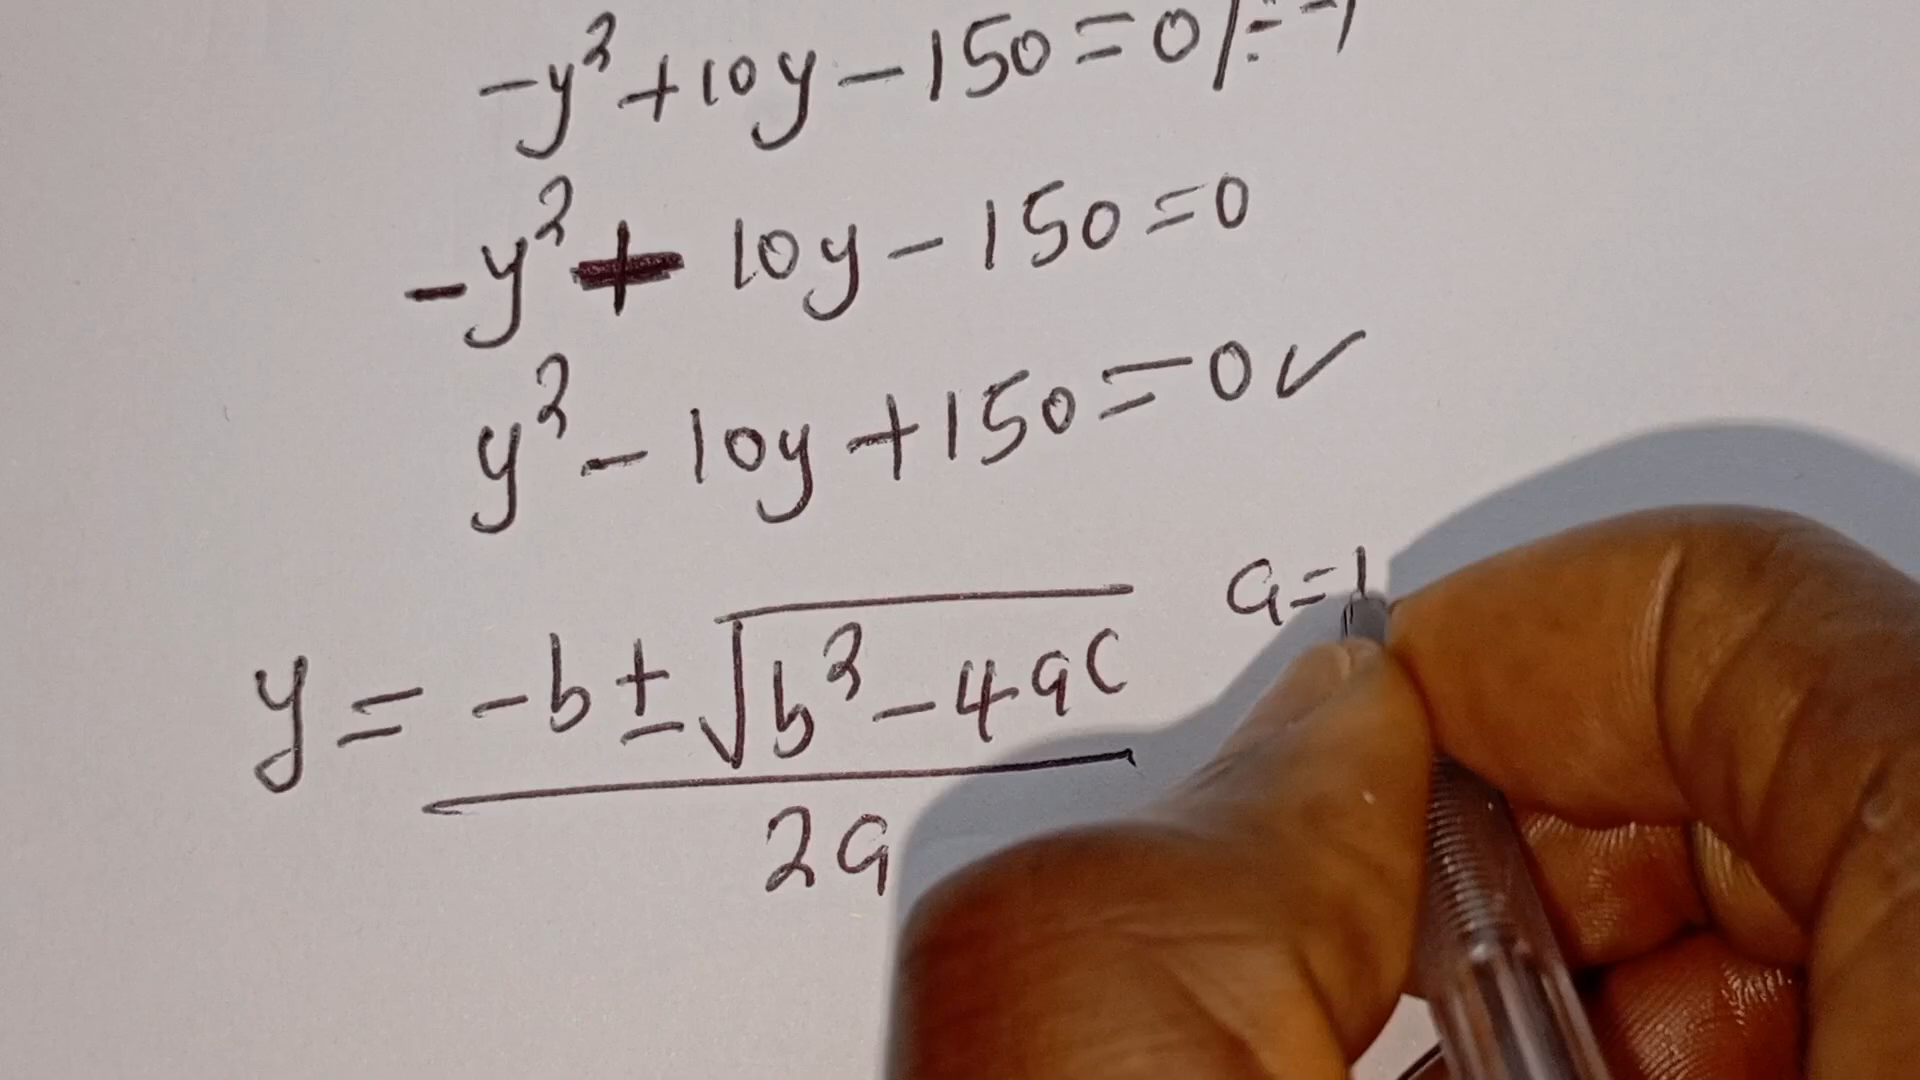 -y²+10y-150=0/÷-1
-y²+10y-150=0
y²-10y+150=0✓
a=1
y=-b±√b²-4ac
2a